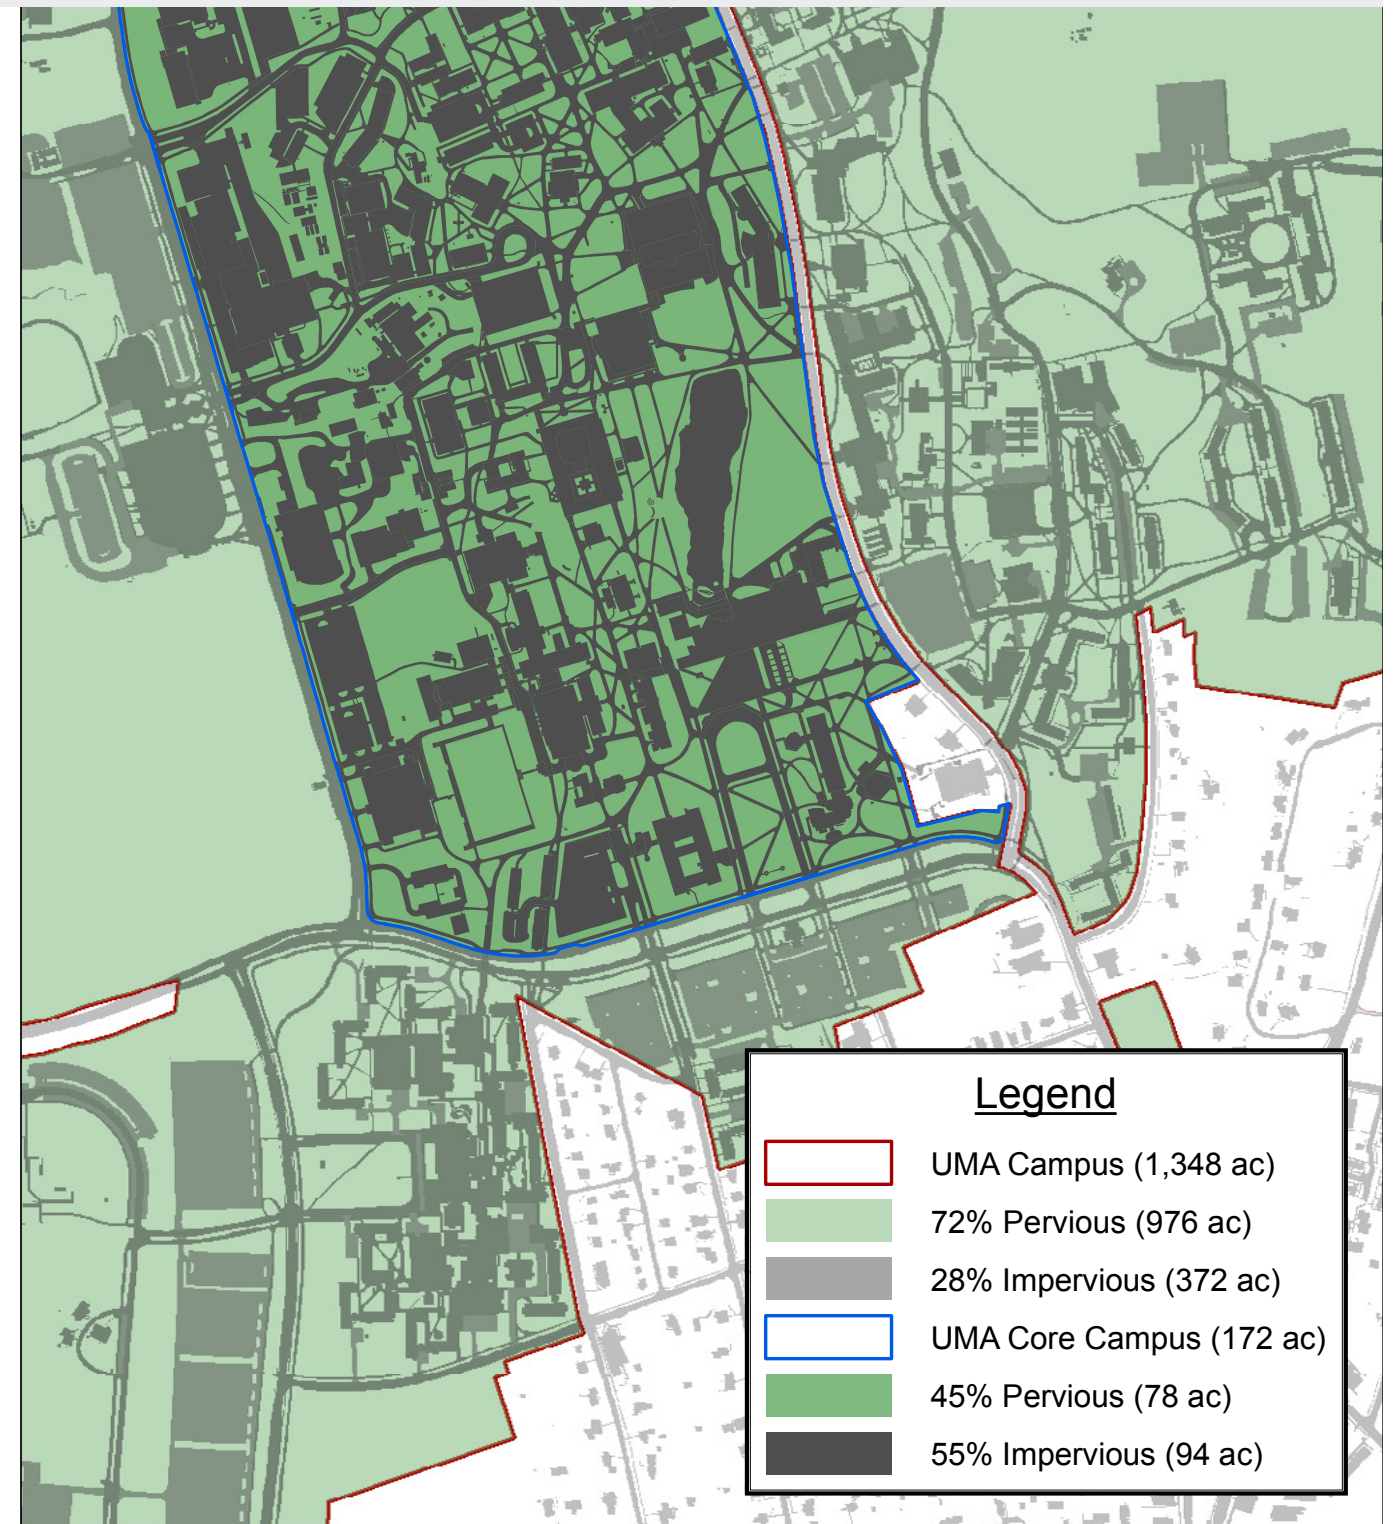 Legend
UMA Campus (1,348 ac)
72% Pervious (976 ac)
28% Impervious (372 ac)
UMA Core Campus (172 ac)
45% Pervious (78 ac)
55% Impervious (94 ac)